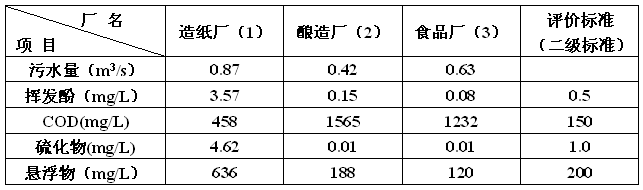 厂 名
项 目
造纸厂（1） 酿造厂（2） 食品厂（3） 评价标准
（二级标准）
污水量（m³/s） 0.87 0.42 0.63
挥发酚（mg/L） 3.57 0.15 0.08 0.5
COD(mg/L) 458 1565 1232 150
硫化物(mg/L) 4.62 0.01 0.01 1.0
悬浮物（mg/L） 636 188 120 200